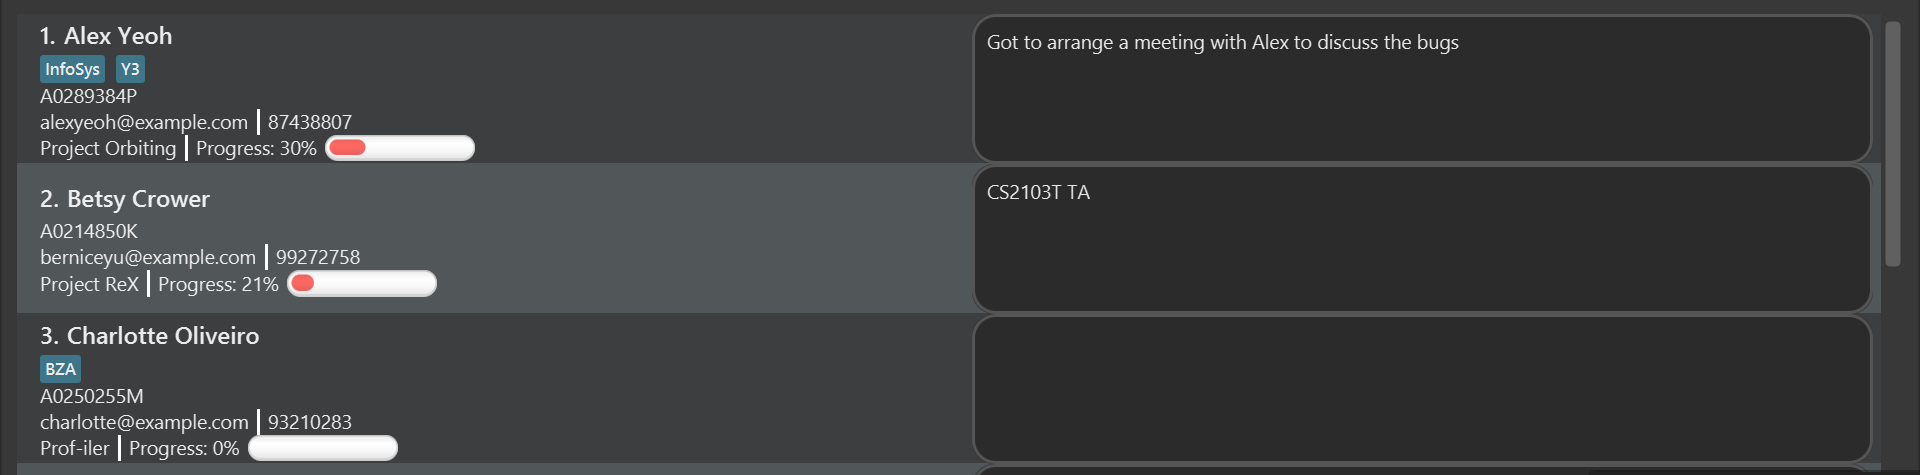 1. Alex Yeoh
InfoSys Y3
A0289384P
alexyeoh@example.com | 87438807
Project Orbiting | Progress: 30%
Got to arrange a meeting with Alex to discuss the bugs
2. Betsy Crower
A0214850K
berniceyu@example.com | 99272758
Project ReX | Progress: 21%
CS2103T TA
3. Charlotte Oliveiro
BZA
A0250255M
charlotte@example.com | 93210283
Prof-iler | Progress: 0%